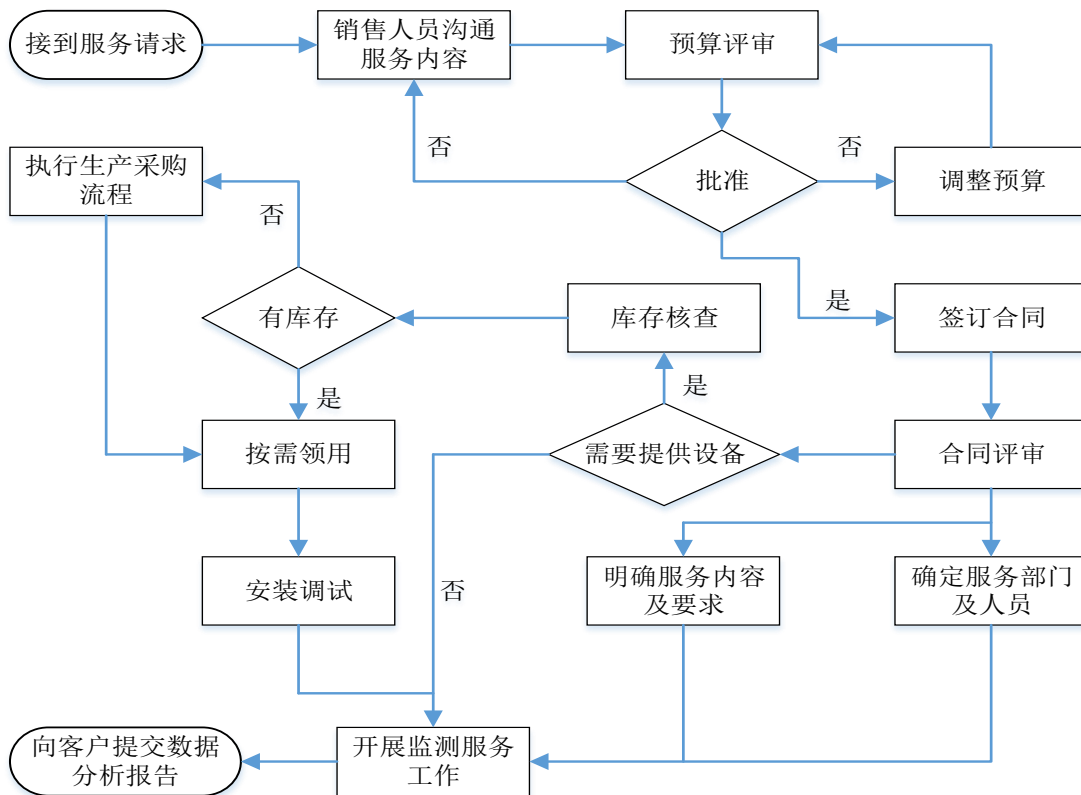 接到服务请求
销售人员沟通
服务内容
预算评审
否
否
执行生产采购
流程
批准
调整预算
否
有库存
库存核查
是
签订合同
是
是
按需领用
需要提供设备
合同评审
安装调试
否
明确服务内容
及要求
确定服务部门
及人员
向客户提交数据
分析报告
开展监测服务
工作